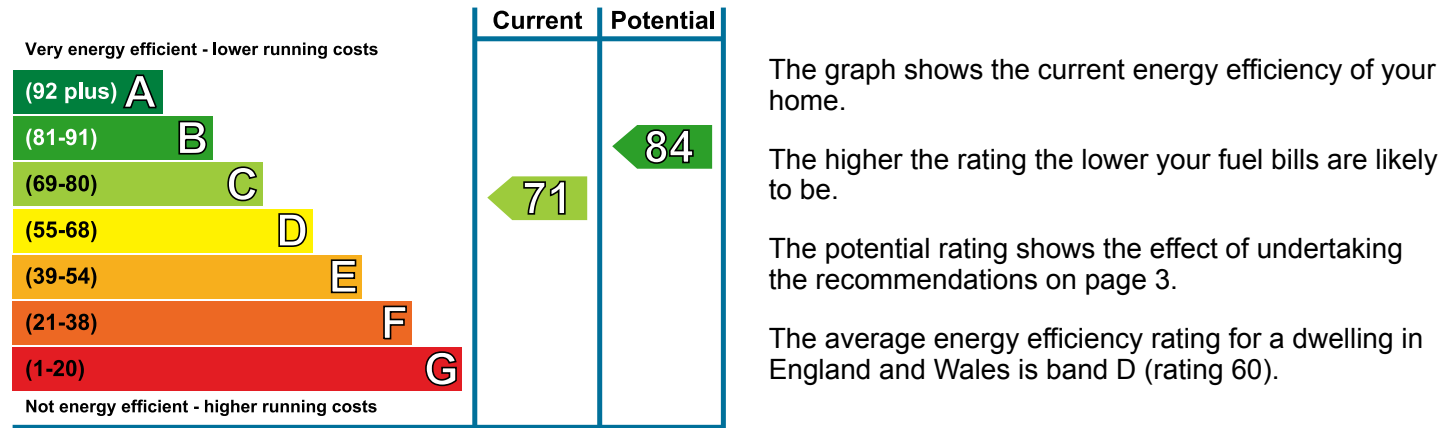 Current Potential
Very energy efficient - lower running costs
(92 plus) A
(81-91) B
84
(69-80) C
71
(55-68) D
(39-54) E
(21-38) F
(1-20) G
Not energy efficient - higher running costs
The graph shows the current energy efficiency of your
home.
The higher the rating the lower your fuel bills are likely
to be.
The potential rating shows the effect of undertaking
the recommendations on page 3.
The average energy efficiency rating for a dwelling in
England and Wales is band D (rating 60).